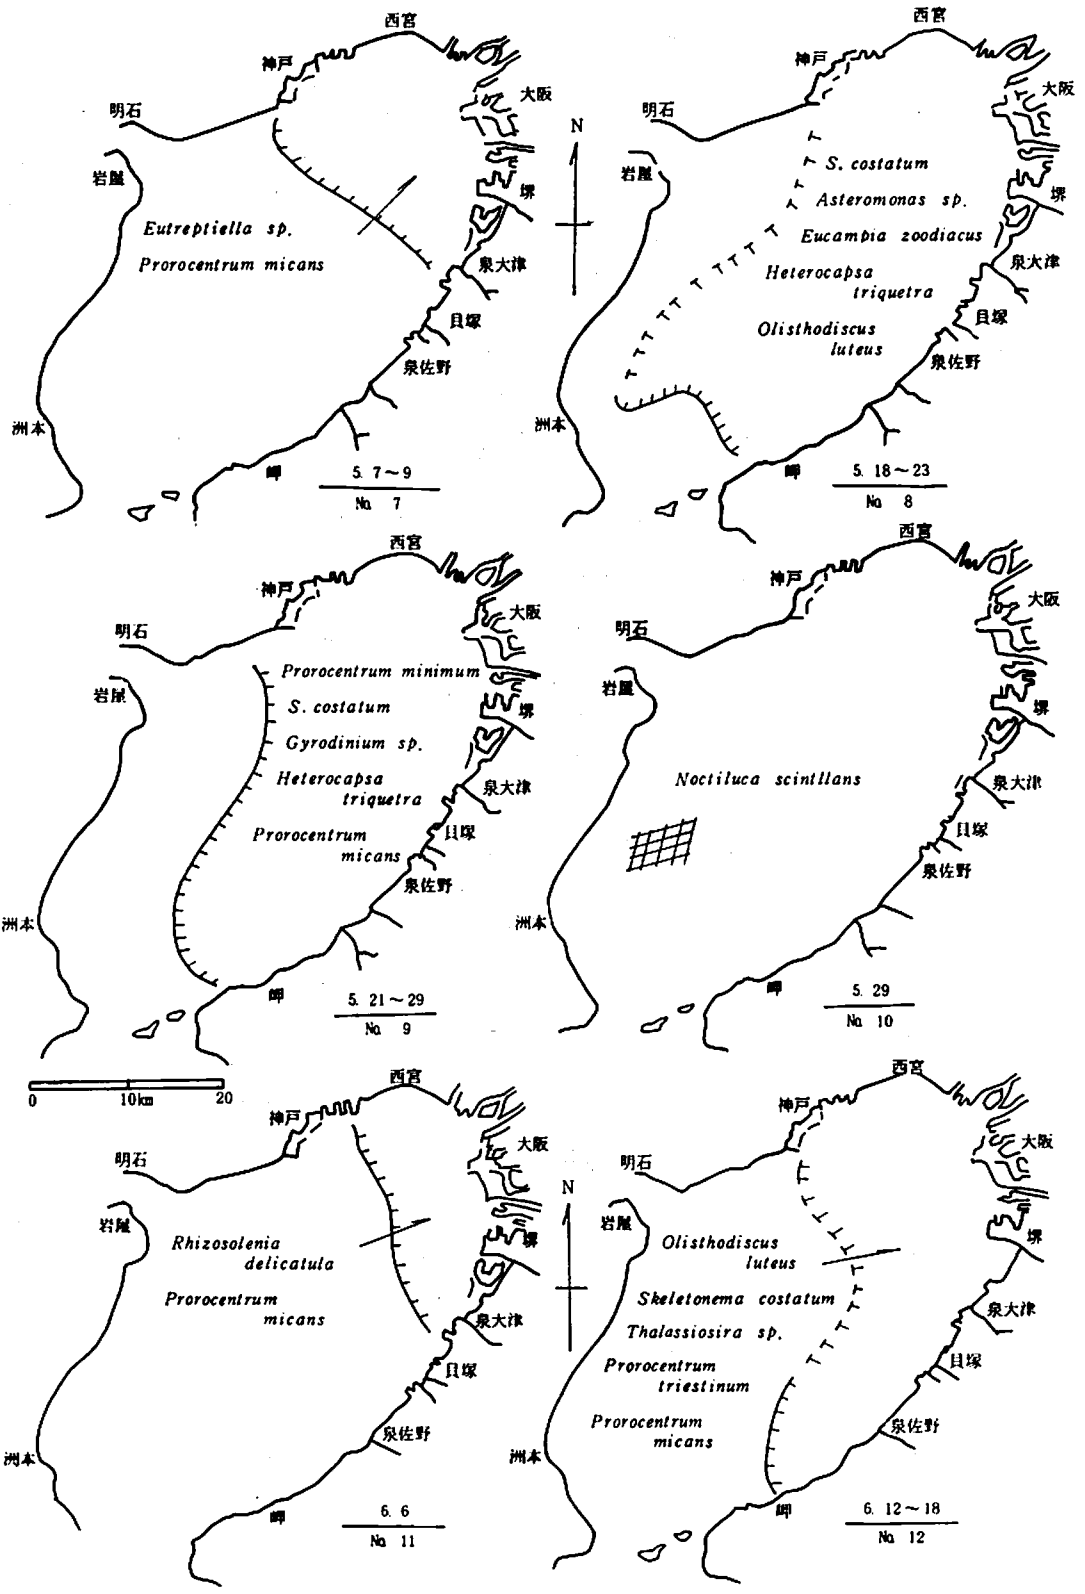 西宮
神戸
大阪
明石
岩屋
堺
Eutreptiella sp.
Prorocentrum micans
泉大津
貝塚
泉佐野
洲本
岬
5. 7～9
No. 7
N
西宮
神戸
大阪
明石
岩屋
堺
S. costatum
Asteromonas sp.
Eucampia zoodiacus
泉大津
Heterocapsa
triquetra
貝塚
Olisthodiscus
luteus
泉佐野
洲本
岬
5. 18～23
No. 8
西宮
神戸
大阪
明石
岩屋
堺
Prorocentrum minimum
S. costatum
Gyrodinium sp.
Heterocapsa
triquetra
泉大津
Prorocentrum
micans
貝塚
泉佐野
洲本
岬
5. 21～29
No. 9
0 10km 20
西宮
神戸
大阪
明石
岩屋
堺
Noctiluca scintllans
泉大津
貝塚
泉佐野
洲本
岬
5. 29
No. 10
西宮
神戸
大阪
明石
岩屋
堺
Rhizosolenia
delicatula
Prorocentrum
micans
泉大津
貝塚
泉佐野
洲本
岬
6. 6
No. 11
N
西宮
神戸
大阪
明石
岩屋
堺
Olisthodiscus
luteus
Skeletonema costatum
Thalassiosira sp.
Prorocentrum
triestinum
Prorocentrum
micans
泉大津
貝塚
泉佐野
洲本
岬
6. 12～18
No. 12